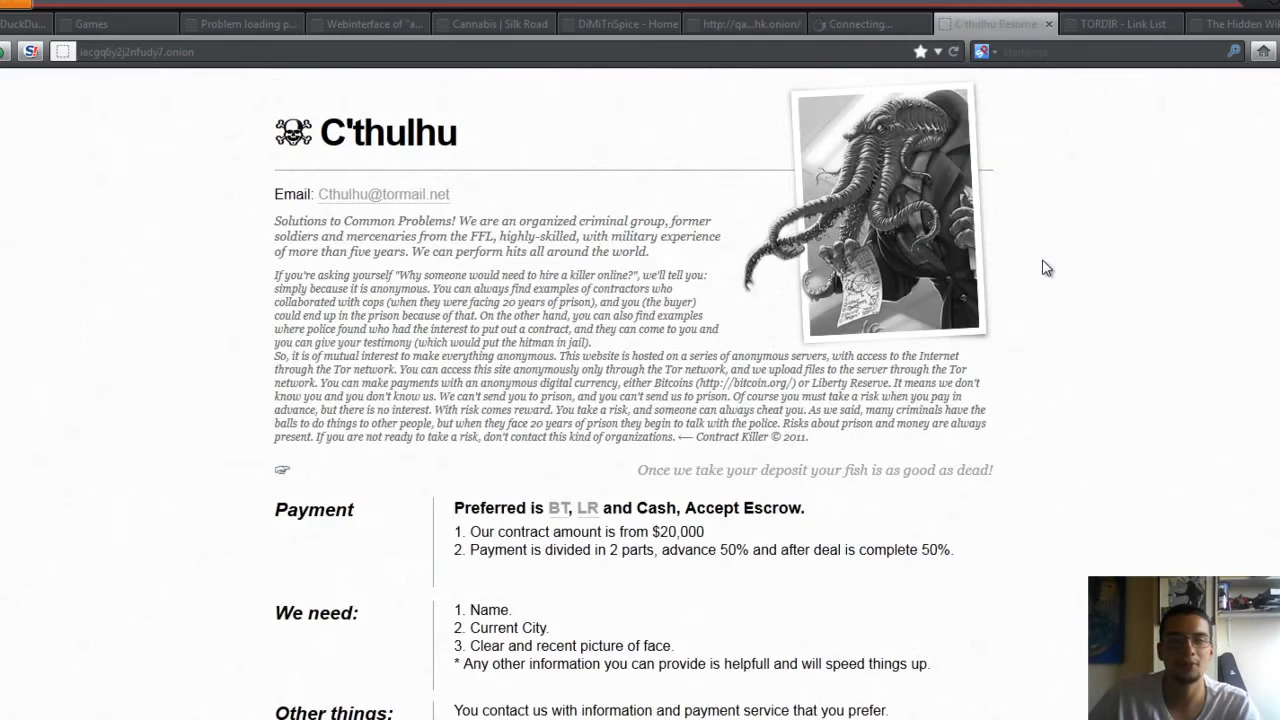 DuckDu...
Games
Problem loading p...
Webinterface of "a...
Cannabis | Silk Road
DiMiTriSpice - Home
http://qa...hk.onion/
Connecting...
C'thulhu Resume
TORDIR - Link List
The Hidden Wik
iacgq6y2j2nfudy7.onion
Startpage
C'thulhu
Email: Cthulhu@tormail.net
Solutions to Common Problems! We are an organized criminal group, former
soldiers and mercenaries from the FFL, highly-skilled, with military experience
of more than five years. We can perform hits all around the world.
If you're asking yourself "Why someone would need to hire a killer online?", we'll tell you:
simply because it is anonymous. You can always find examples of contractors who
collaborated with cops (when they were facing 20 years of prison), and you (the buyer)
could end up in the prison because of that. On the other hand, you can also find examples
where police found who had the interest to put out a contract, and they can come to you and
you can give your testimony (which would put the hitman in jail).
So, it is of mutual interest to make everything anonymous. This website is hosted on a series of anonymous servers, with access to the Internet
through the Tor network. You can access this site anonymously only through the Tor network, and we upload files to the server through the Tor
network. You can make payments with an anonymous digital currency, either Bitcoins (http://bitcoin.org/) or Liberty Reserve. It means we don't
know you and you don't know us. We can't send you to prison, and you can't send us to prison. Of course you must take a risk when you pay in
advance, but there is no interest. With risk comes reward. You take a risk, and someone can always cheat you. As we said, many criminals have the
balls to do things to other people, but when they face 20 years of prison they begin to talk with the police. Risks about prison and money are always
present. If you are not ready to take a risk, don't contact this kind of organizations. <— Contract Killer © 2011.
Once we take your deposit your fish is as good as dead!
Payment
Preferred is BT, LR and Cash, Accept Escrow.
1. Our contract amount is from $20,000
2. Payment is divided in 2 parts, advance 50% and after deal is complete 50%.
We need:
1. Name.
2. Current City.
3. Clear and recent picture of face.
* Any other information you can provide is helpfull and will speed things up.
Other things:
You contact us with information and payment service that you prefer.